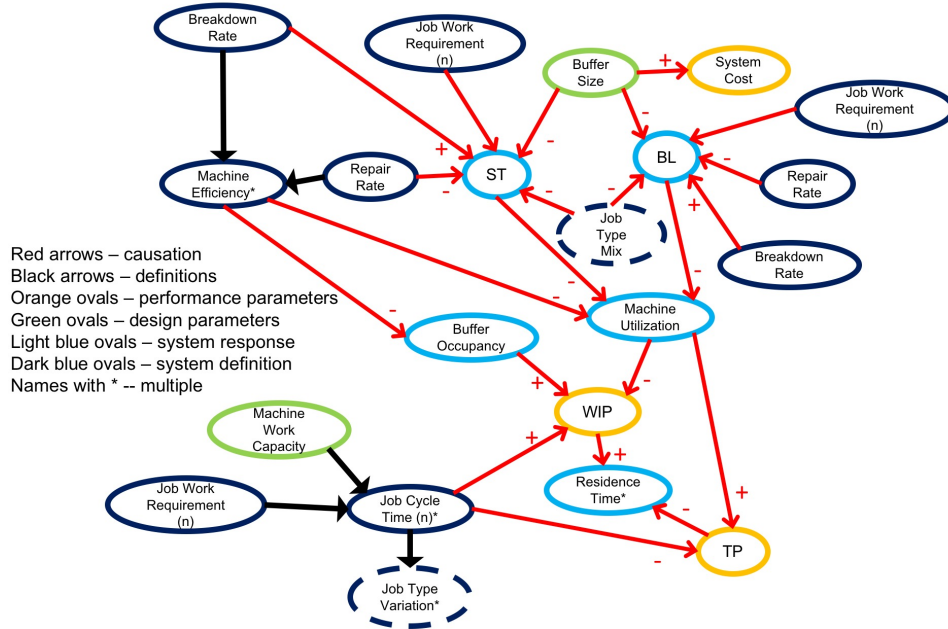 Breakdown
Rate
Job Work
Requirement
(n)
Buffer
Size
+
System
Cost
Job Work
Requirement
(n)
-
-
+
Machine
Efficiency*
Repair
Rate
-
ST
-
-
BL
-
Repair
Rate
+
Job
Type
Mix
Breakdown
Rate
Red arrows – causation
Black arrows – definitions
Orange ovals – performance parameters
Green ovals – design parameters
Light blue ovals – system response
Dark blue ovals – system definition
Names with * -- multiple
-
-
-
-
Buffer
Occupancy
Machine
Utilization
+
-
Machine
Work
Capacity
WIP
+
+
Job Work
Requirement
(n)
Job Cycle
Time (n)*
Residence
Time*
+
-
-
TP
Job Type
Variation*